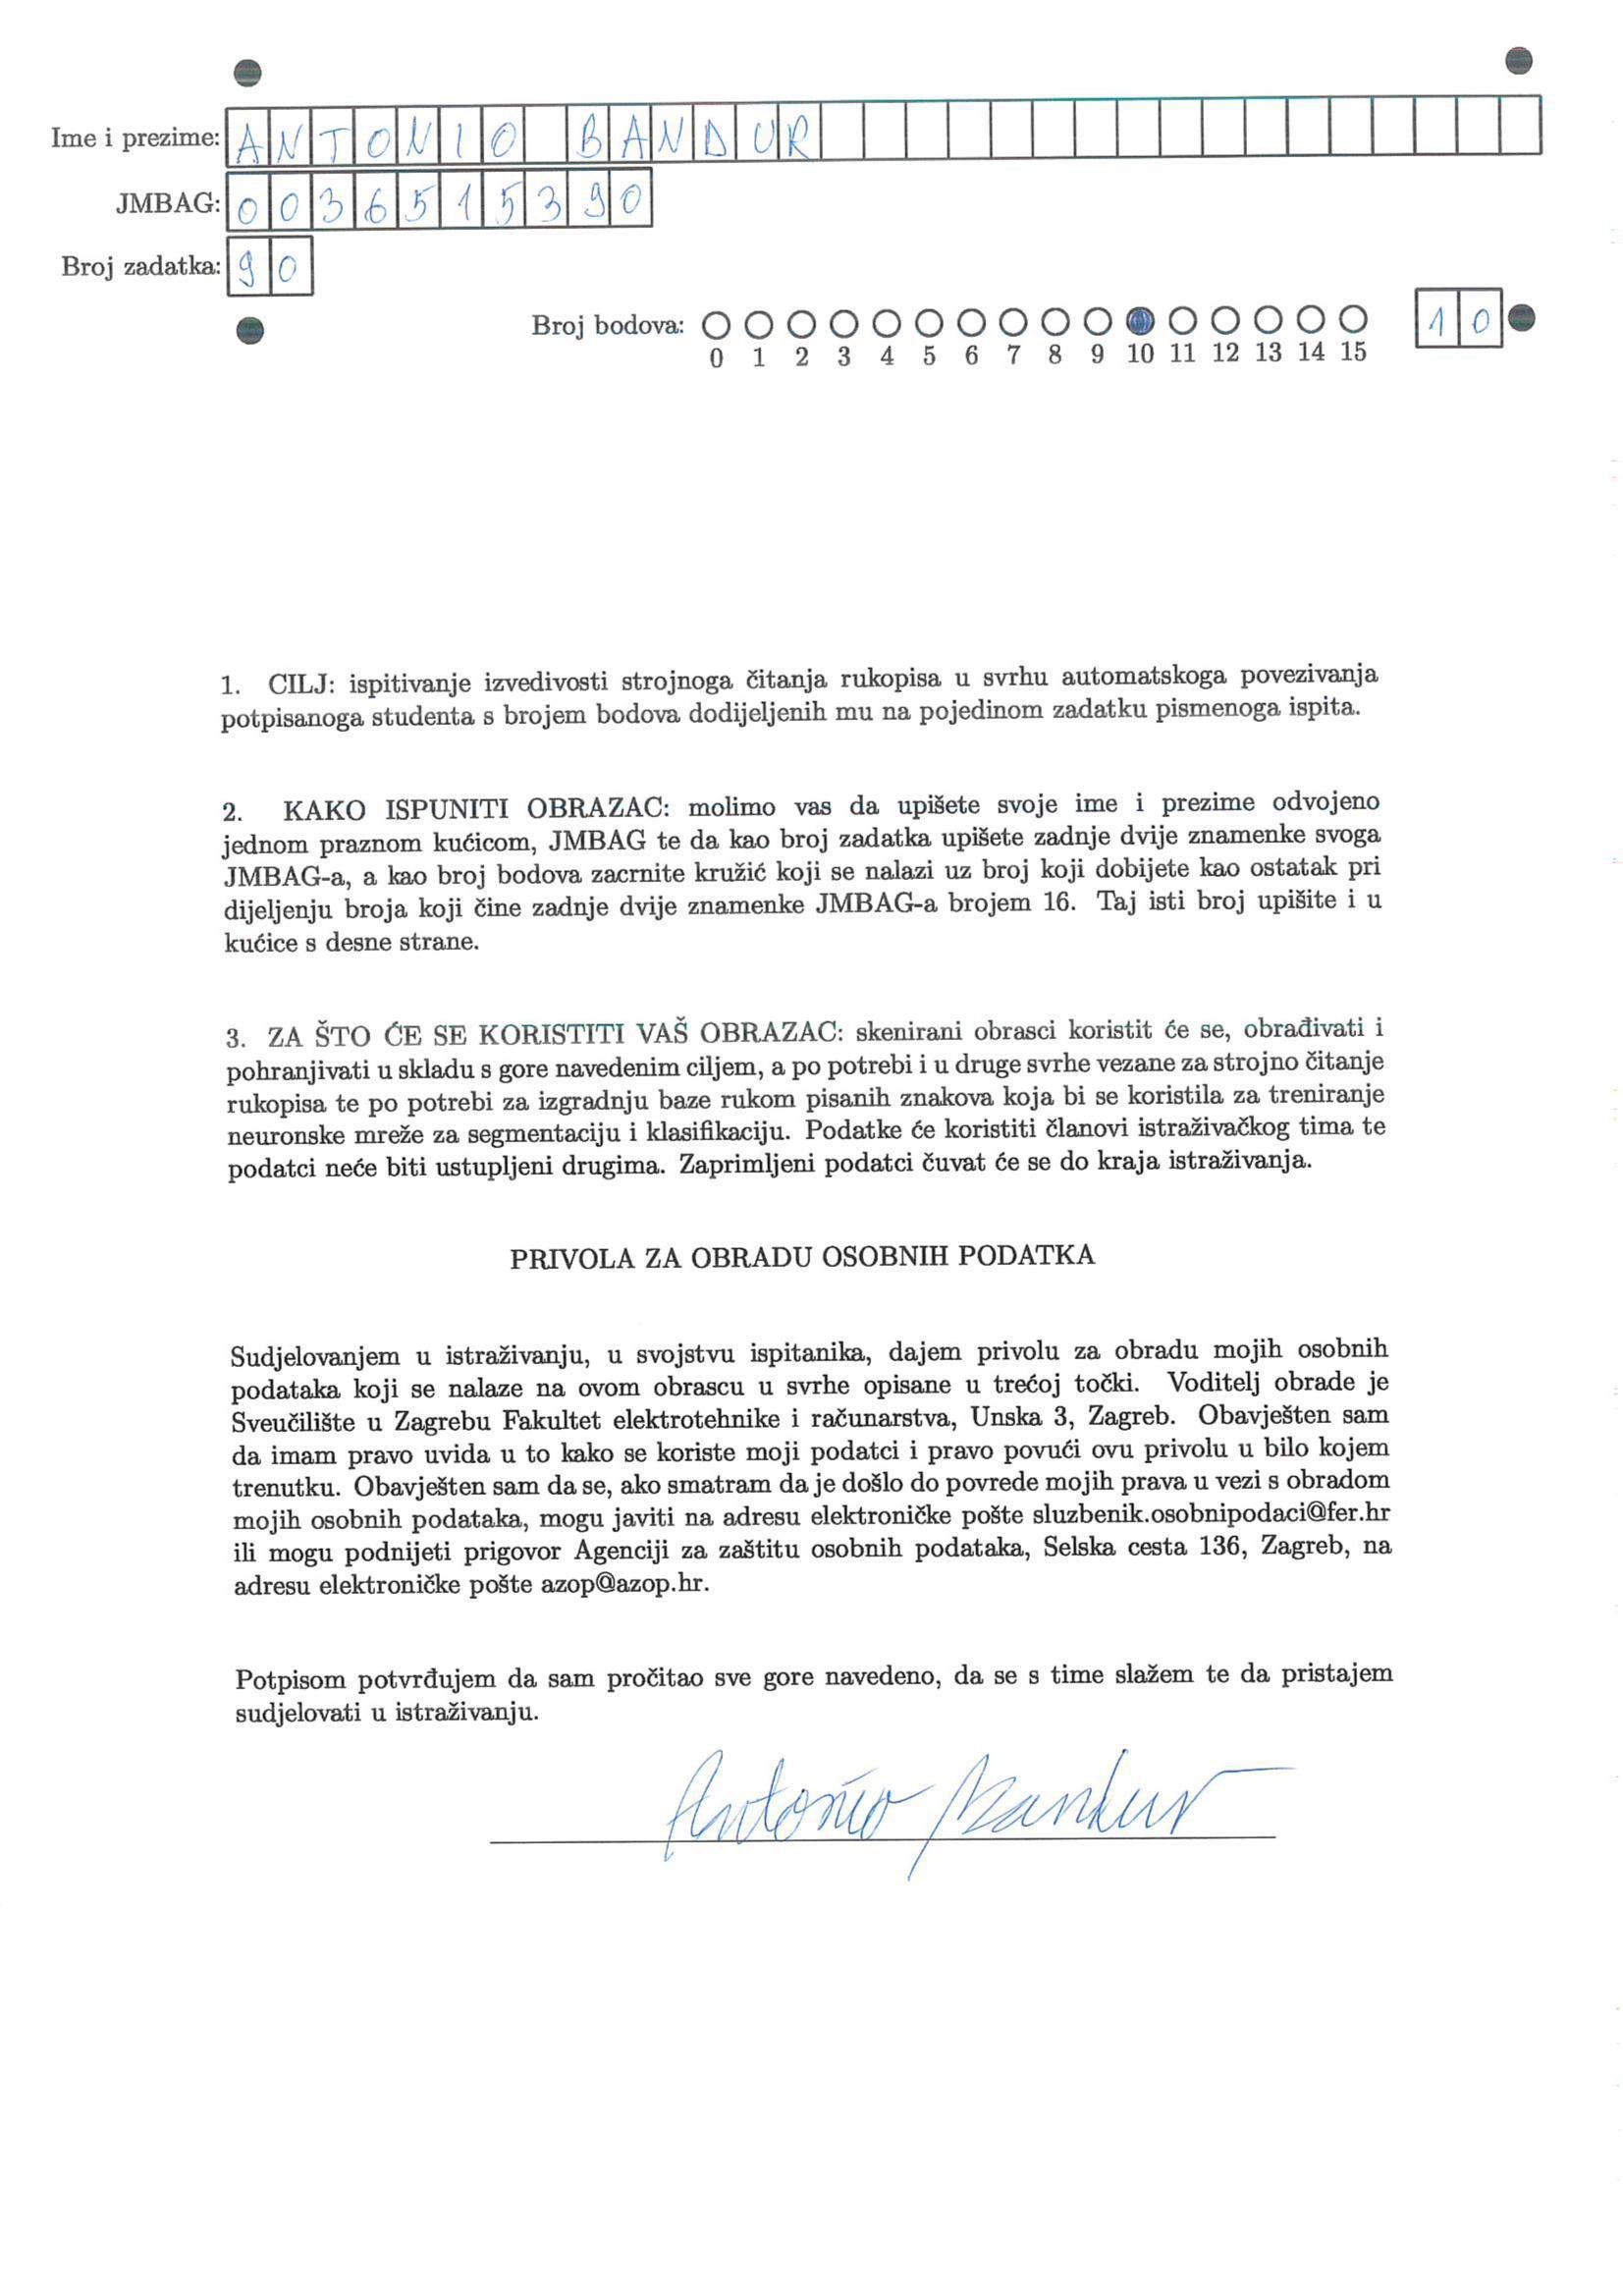 Ime i prezime: ANTONIO BANDUR
JMBAG: 0036515390
Broj zadatka: 90
Broj bodova: 10
0 1 2 3 4 5 6 7 8 9 10 11 12 13 14 15
1. CILJ: ispitivanje izvedivosti strojnoga čitanja rukopisa u svrhu automatskoga povezivanja
potpisanoga studenta s brojem bodova dodijeljenih mu na pojedinom zadatku pismenoga ispita.
2. KAKO ISPUNITI OBRAZAC: molimo vas da upišete svoje ime i prezime odvojeno
jednom praznom kućicom, JMBAG te da kao broj zadatka upišete zadnje dvije znamenke svoga
JMBAG-a, a kao broj bodova zacrnite kružić koji se nalazi uz broj koji dobijete kao ostatak pri
dijeljenju broja koji čine zadnje dvije znamenke JMBAG-a brojem 16. Taj isti broj upišite i u
kućice s desne strane.
3. ZA ŠTO ĆE SE KORISTITI VAŠ OBRAZAC: skenirani obrasci koristit će se, obrađivati i
pohranjivati u skladu s gore navedenim ciljem, a po potrebi i u druge svrhe vezane za strojno čitanje
rukopisa te po potrebi za izgradnju baze rukom pisanih znakova koja bi se koristila za treniranje
neuronske mreže za segmentaciju i klasifikaciju. Podatke će koristiti članovi istraživačkog tima te
podatci neće biti ustupljeni drugima. Zaprimljeni podatci čuvat će se do kraja istraživanja.
PRIVOLA ZA OBRADU OSOBNIH PODATKA
Sudjelovanjem u istraživanju, u svojstvu ispitanika, dajem privolu za obradu mojih osobnih
podataka koji se nalaze na ovom obrascu u svrhe opisane u trećoj točki. Voditelj obrade je
Sveučilište u Zagrebu Fakultet elektrotehnike i računarstva, Unska 3, Zagreb. Obavješten sam
da imam pravo uvida u to kako se koriste moji podatci i pravo povući ovu privolu u bilo kojem
trenutku. Obavješten sam da se, ako smatram da je došlo do povrede mojih prava u vezi s obradom
mojih osobnih podataka, mogu javiti na adresu elektroničke pošte sluzbenik.osobnipodaci@fer.hr
ili mogu podnijeti prigovor Agenciji za zaštitu osobnih podataka, Selska cesta 136, Zagreb, na
adresu elektroničke pošte azop@azop.hr.
Potpisom potvrđujem da sam pročitao sve gore navedeno, da se s time slažem te da pristajem
sudjelovati u istraživanju.
Antonio Bandur